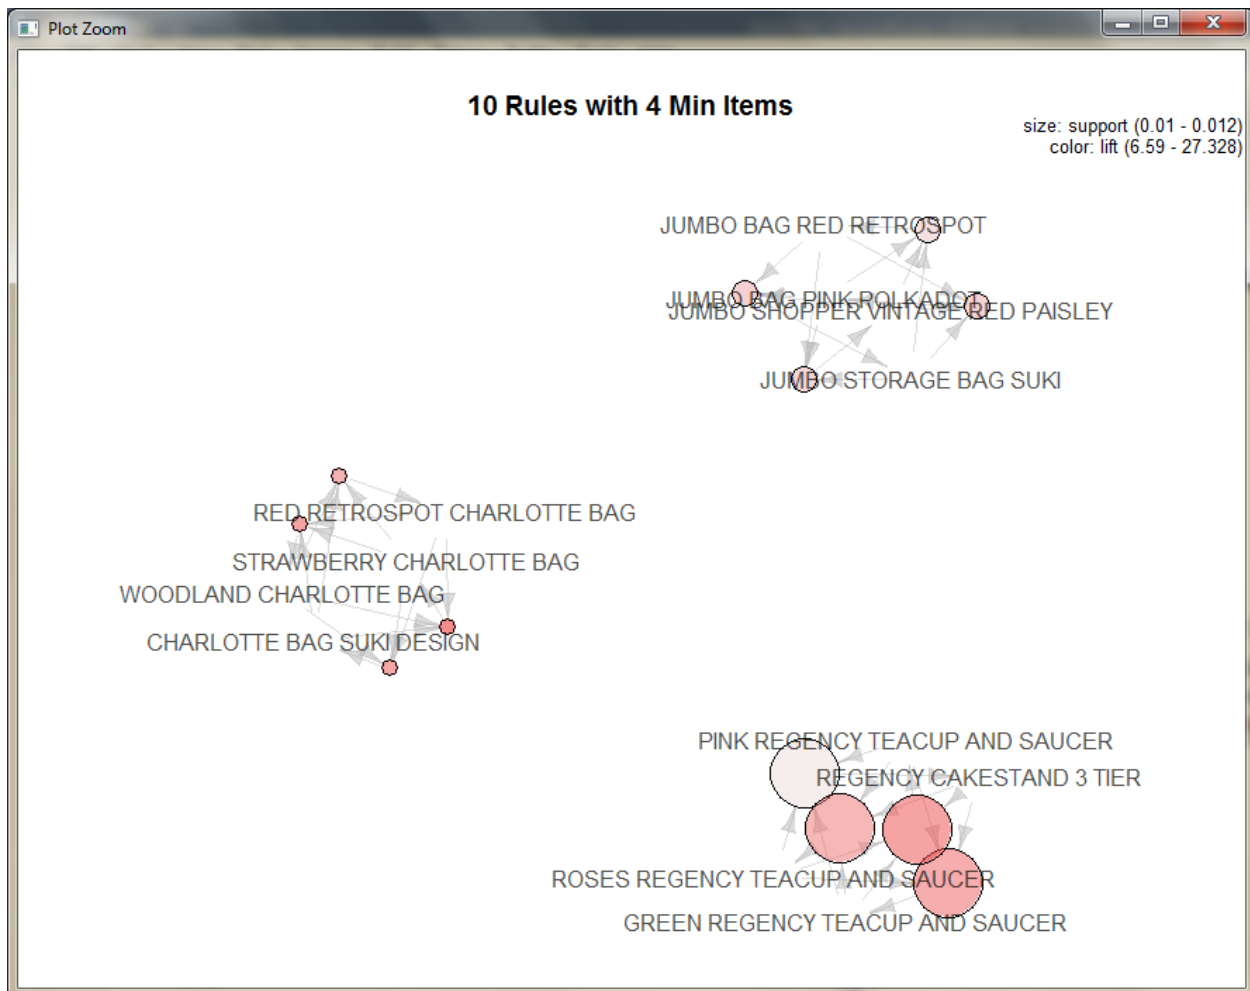 Plot Zoom
10 Rules with 4 Min Items
size: support (0.01 - 0.012)
color: lift (6.59 - 27.328)
JUMBO BAG RED RETROSPOT
JUMBO BAG PINK POLKADOT
JUMBO SHOPPER VINTAGE RED PAISLEY
JUMBO STORAGE BAG SUKI
RED RETROSPOT CHARLOTTE BAG
STRAWBERRY CHARLOTTE BAG
WOODLAND CHARLOTTE BAG
CHARLOTTE BAG SUKI DESIGN
PINK REGENCY TEACUP AND SAUCER
REGENCY CAKESTAND 3 TIER
ROSES REGENCY TEACUP AND SAUCER
GREEN REGENCY TEACUP AND SAUCER